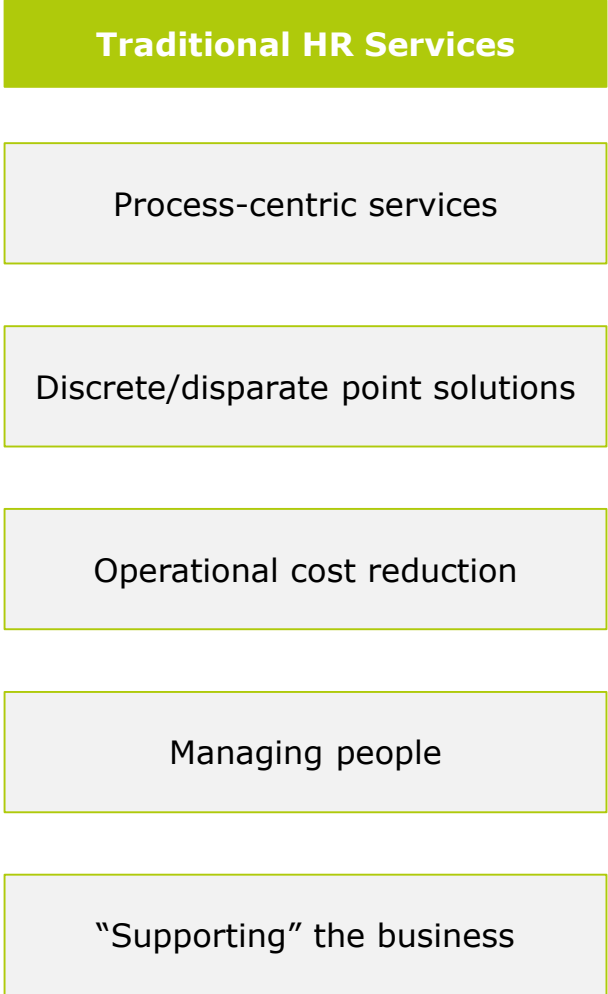 Traditional HR Services
Process-centric services
Discrete/disparate point solutions
Operational cost reduction
Managing people
“Supporting” the business